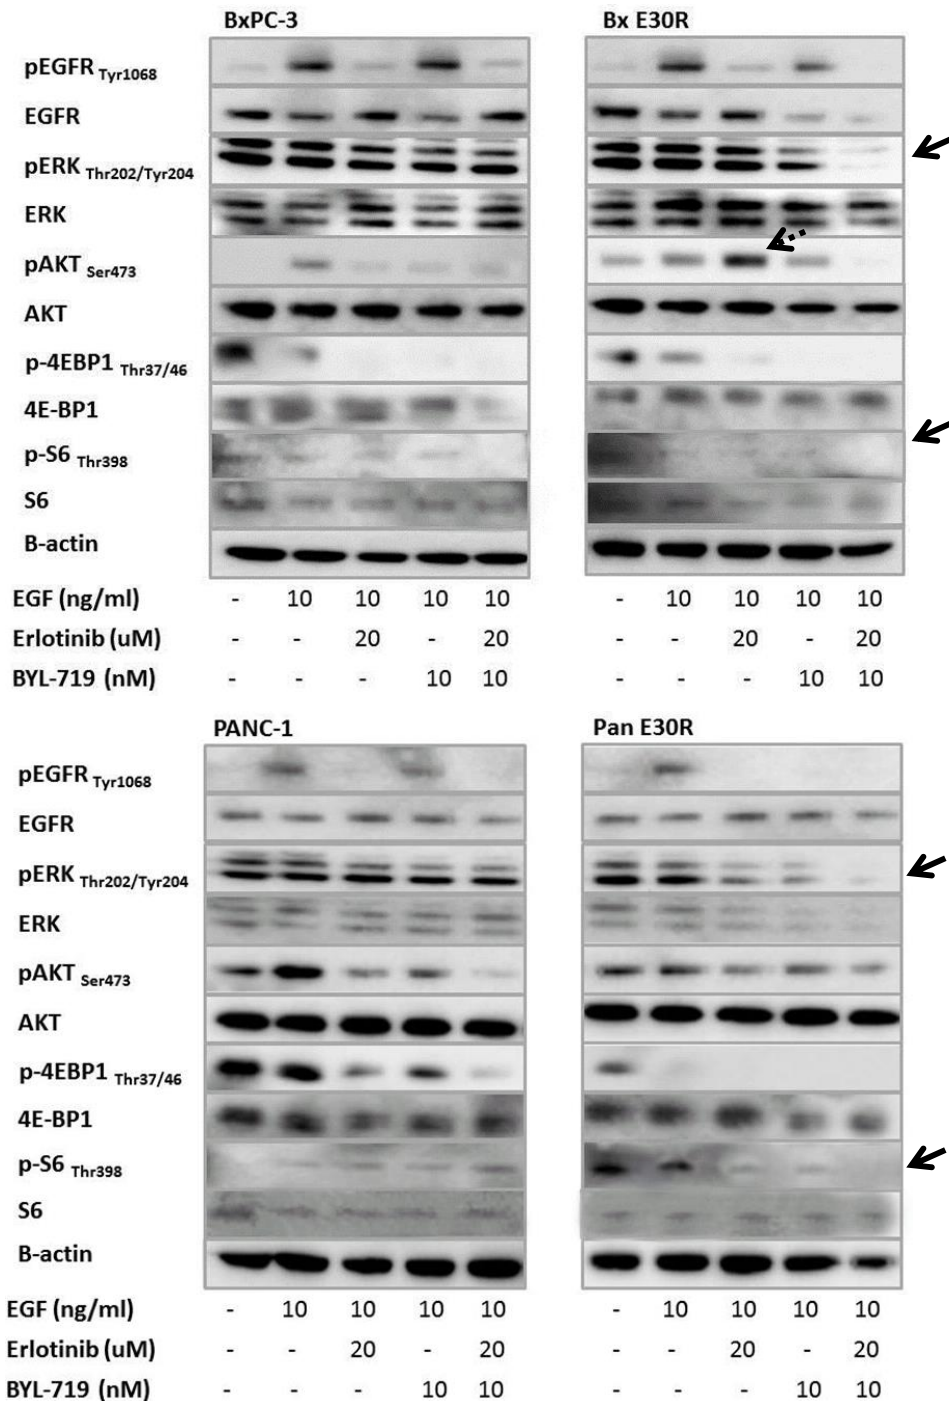 BxPC-3 Bx E30R
pEGFR Tyr1068
EGFR
pERK Thr202/Tyr204
ERK
pAKT Ser473
AKT
p-4EBP1 Thr37/46
4E-BP1
p-S6 Thr398
S6
B-actin
EGF (ng/ml) - 10 10 10 10 - 10 10 10 10
Erlotinib (uM) - - 20 - 20 - - 20 - 20
BYL-719 (nM) - - - 10 10 - - - 10 10
PANC-1 Pan E30R
pEGFR Tyr1068
EGFR
pERK Thr202/Tyr204
ERK
pAKT Ser473
AKT
p-4EBP1 Thr37/46
4E-BP1
p-S6 Thr398
S6
B-actin
EGF (ng/ml) - 10 10 10 10 - 10 10 10 10
Erlotinib (uM) - - 20 - 20 - - 20 - 20
BYL-719 (nM) - - - 10 10 - - - 10 10